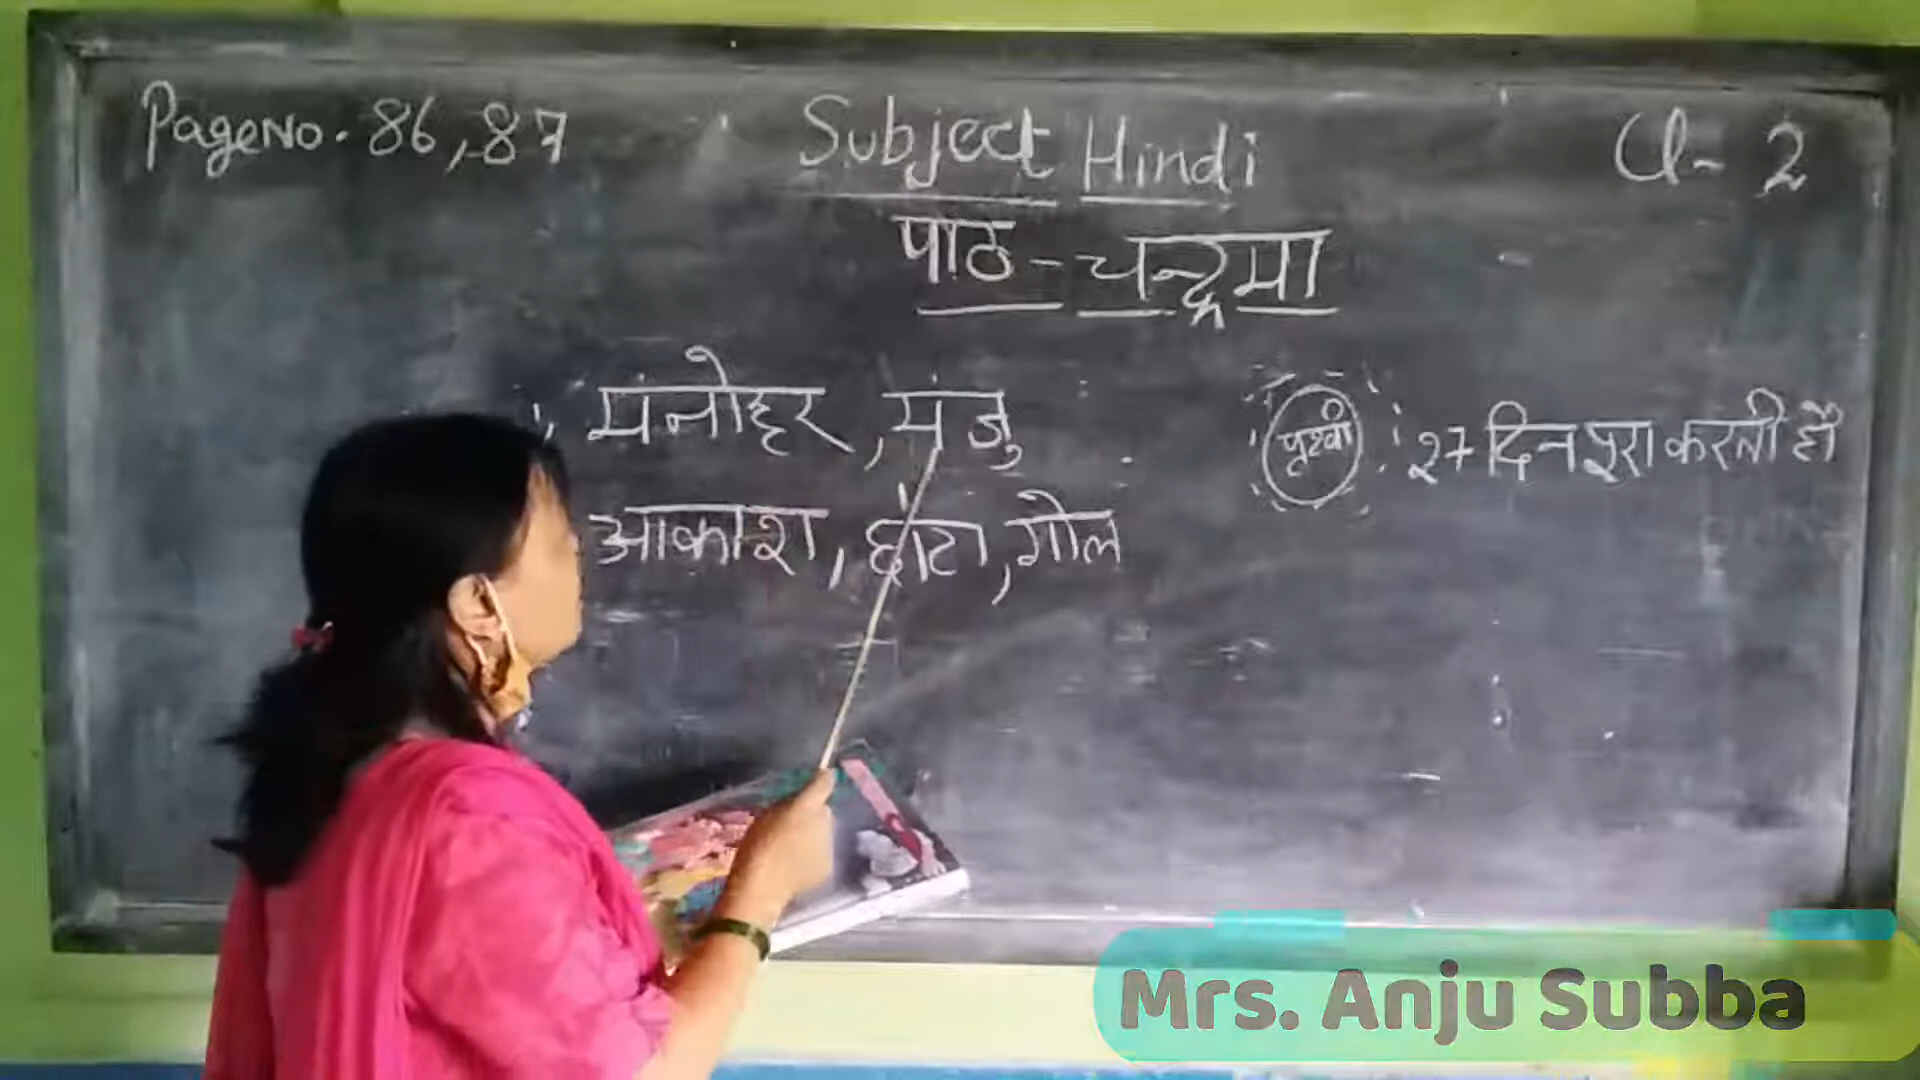 Page No. 86, 87
Subject Hindi
Cl- 2
पाठ - चन्द्रमा
मनोहर, मंजु
आकाश, छोटा, गोल
पृथ्वी
27 दिन पूरा करती है
Mrs. Anju Subba